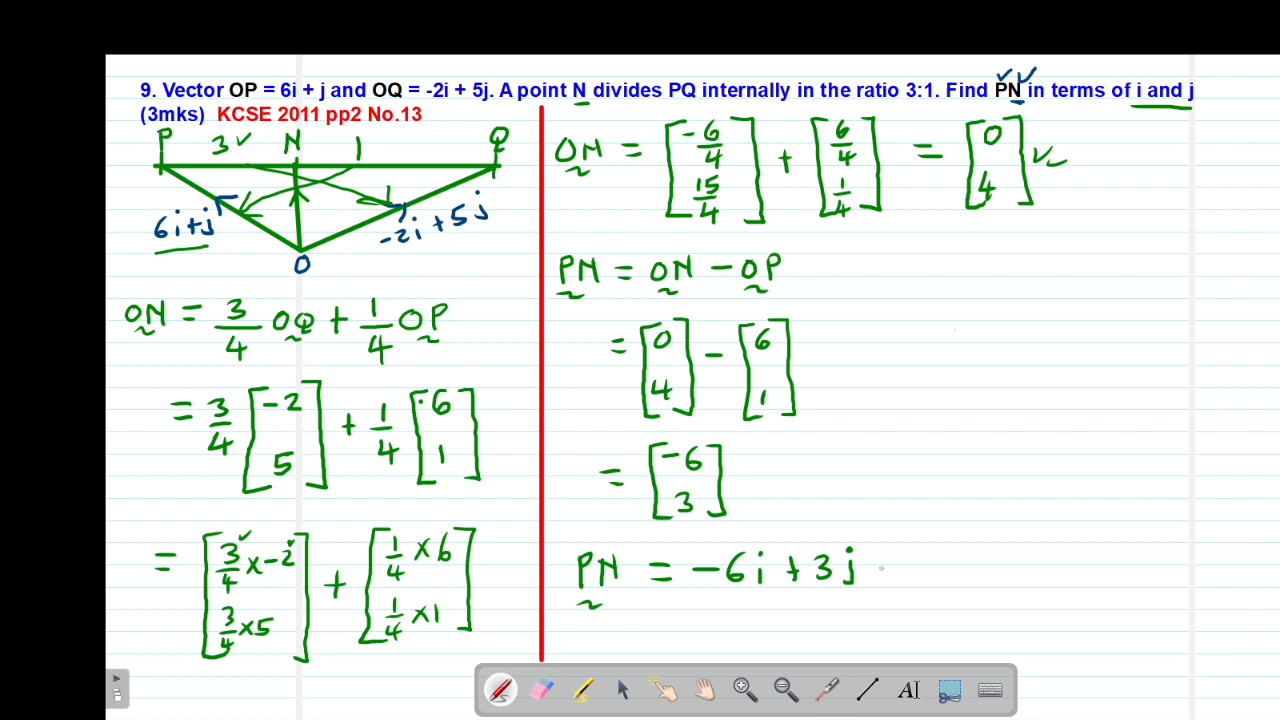 9. Vector OP = 6i + j and OQ = -2i + 5j. A point N divides PQ internally in the ratio 3:1. Find PN in terms of i and j
(3mks) KCSE 2011 pp2 No.13
P 3 N 1 Q
6i+j
-2i + 5j
O
ON = 3/4 OQ + 1/4 OP
= 3/4 [-2 5] + 1/4 [6 1]
= [3/4 × -2 3/4 × 5] + [1/4 × 6 1/4 × 1]
ON = [-6/4 15/4] + [6/4 1/4] = [0 4]
PN = ON - OP
= [0 4] - [6 1]
= [-6 3]
PN = -6i + 3j
AI